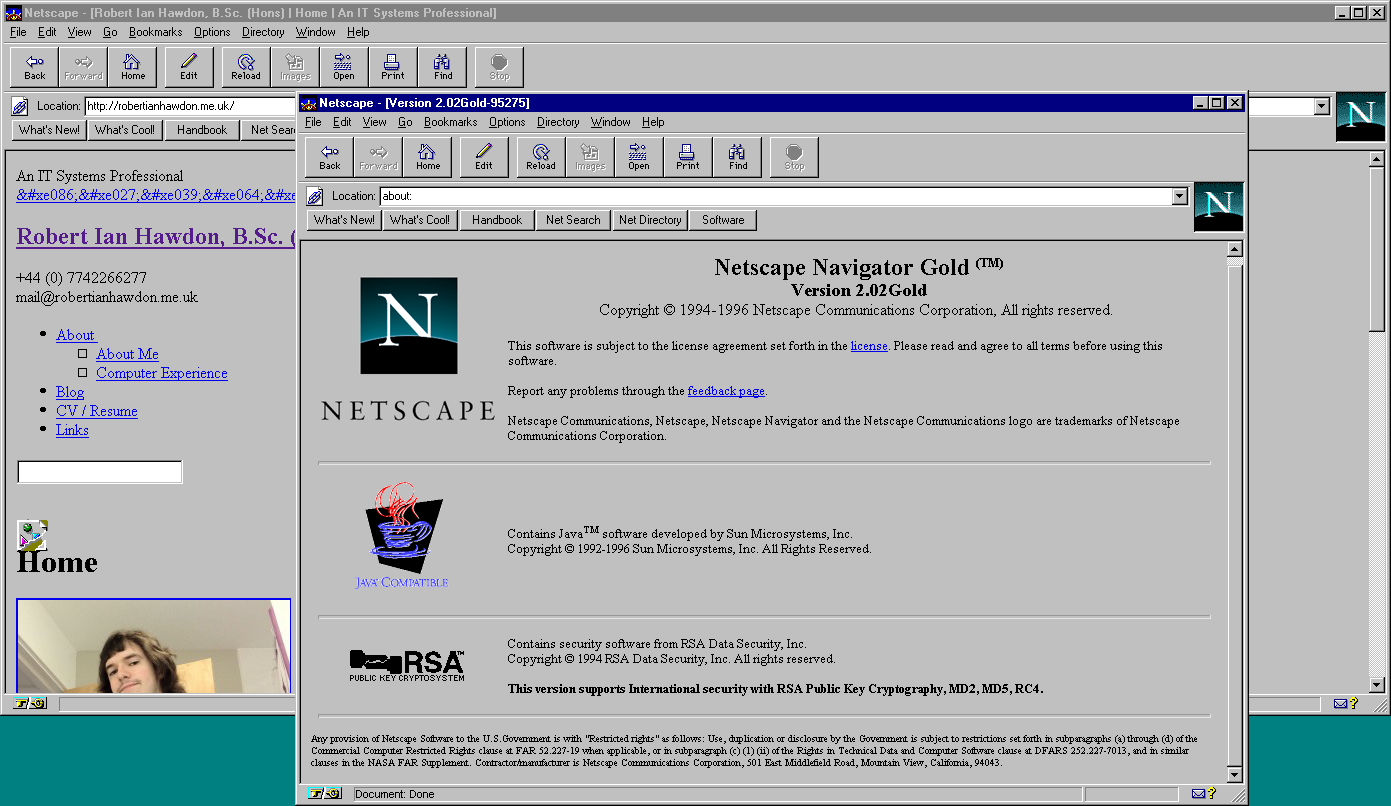 Netscape - [Robert Ian Hawdon, B.Sc. (Hons) | Home | An IT Systems Professional]
File Edit View Go Bookmarks Options Directory Window Help
Back Forward Home Edit Reload Images Open Print Find Stop
Location: http://robertianhawdon.me.uk/
What's New! What's Cool! Handbook Net Sear
An IT Systems Professional
&#xe086;&#xe027;&#xe039;&#xe064;&#xe
Robert Ian Hawdon, B.Sc. (
+44 (0) 7742266277
mail@robertianhawdon.me.uk
About
About Me
Computer Experience
Blog
CV / Resume
Links
Home
N
Netscape - [Version 2.02Gold-95275]
File Edit View Go Bookmarks Options Directory Window Help
Back Forward Home Edit Reload Images Open Print Find Stop
Location: about:
N
What's New! What's Cool! Handbook Net Search Net Directory Software
N
NETSCAPE
Netscape Navigator Gold (TM)
Version 2.02Gold
Copyright © 1994-1996 Netscape Communications Corporation, All rights reserved.
This software is subject to the license agreement set forth in the license. Please read and agree to all terms before using this
software.
Report any problems through the feedback page.
Netscape Communications, Netscape, Netscape Navigator and the Netscape Communications logo are trademarks of Netscape
Communications Corporation.
JAVA COMPATIBLE
Contains Java™ software developed by Sun Microsystems, Inc.
Copyright © 1992-1996 Sun Microsystems, Inc. All Rights Reserved.
RSA™
PUBLIC KEY CRYPTOSYSTEM
Contains security software from RSA Data Security, Inc.
Copyright © 1994 RSA Data Security, Inc. All rights reserved.
This version supports International security with RSA Public Key Cryptography, MD2, MD5, RC4.
Any provision of Netscape Software to the U.S.Government is with "Restricted rights" as follows: Use, duplication or disclosure by the Government is subject to restrictions set forth in subparagraphs (a) through (d) of the
Commercial Computer Restricted Rights clause at FAR 52.227-19 when applicable, or in subparagraph (c) (1) (ii) of the Rights in Technical Data and Computer Software clause at DFARS 252.227-7013, and in similar
clauses in the NASA FAR Supplement. Contractor/manufacturer is Netscape Communications Corporation, 501 East Middlefield Road, Mountain View, California, 94043.
Document: Done